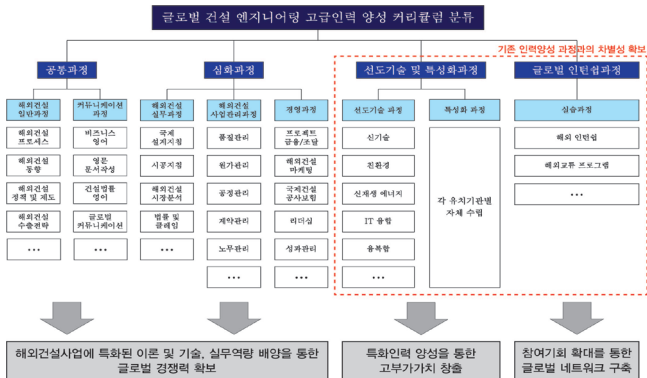 글로벌 건설 엔지니어링 고급인력 양성 커리큘럼 분류
기존 인력양성 과정과의 차별성 확보
공통과정
심화과정
선도기술 및 특성화과정
글로벌 인턴쉽과정
해외건설
일반과정
커뮤니케이션
과정
해외건설
실무과정
해외건설
사업관리과정
경영과정
선도기술 과정
특성화 과정
실습과정
해외건설
프로세스
해외건설
동향
해외건설
정책 및 제도
해외건설
수출전략
...
비즈니스
영어
영문
문서작성
건설법률
영어
글로벌
커뮤니케이션
...
국제
설계지침
시공지침
해외건설
시장분석
법률 및
클레임
...
품질관리
원가관리
공정관리
계약관리
노무관리
...
프로젝트
금융/조달
해외건설
마케팅
국제건설
공사보험
리더십
성과관리
...
신기술
친환경
신재생 에너지
IT 융합
융복합
...
각 유치기관별
자체 수립
해외 인턴쉽
해외교류 프로그램
...
해외건설사업에 특화된 이론 및 기술, 실무역량 배양을 통한
글로벌 경쟁력 확보
특화인력 양성을 통한
고부가가치 창출
참여기회 확대를 통한
글로벌 네트워크 구축